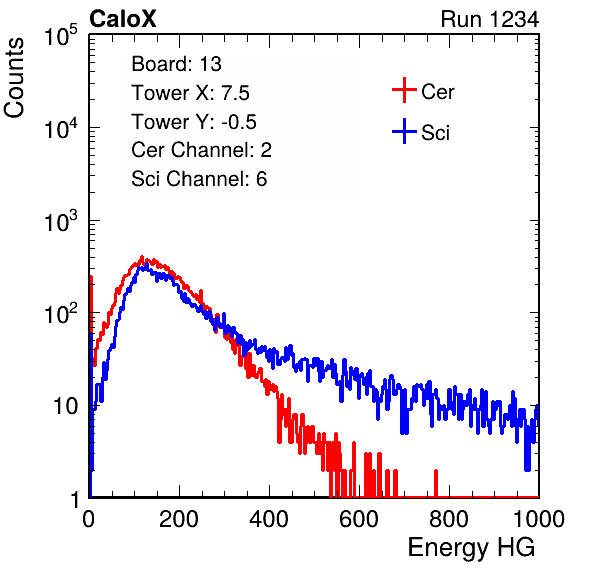 CaloX Run 1234
Counts
10^5
10^4
10^3
10^2
10
1
Board: 13
Tower X: 7.5
Tower Y: -0.5
Cer Channel: 2
Sci Channel: 6
Cer
Sci
0 200 400 600 800 1000
Energy HG